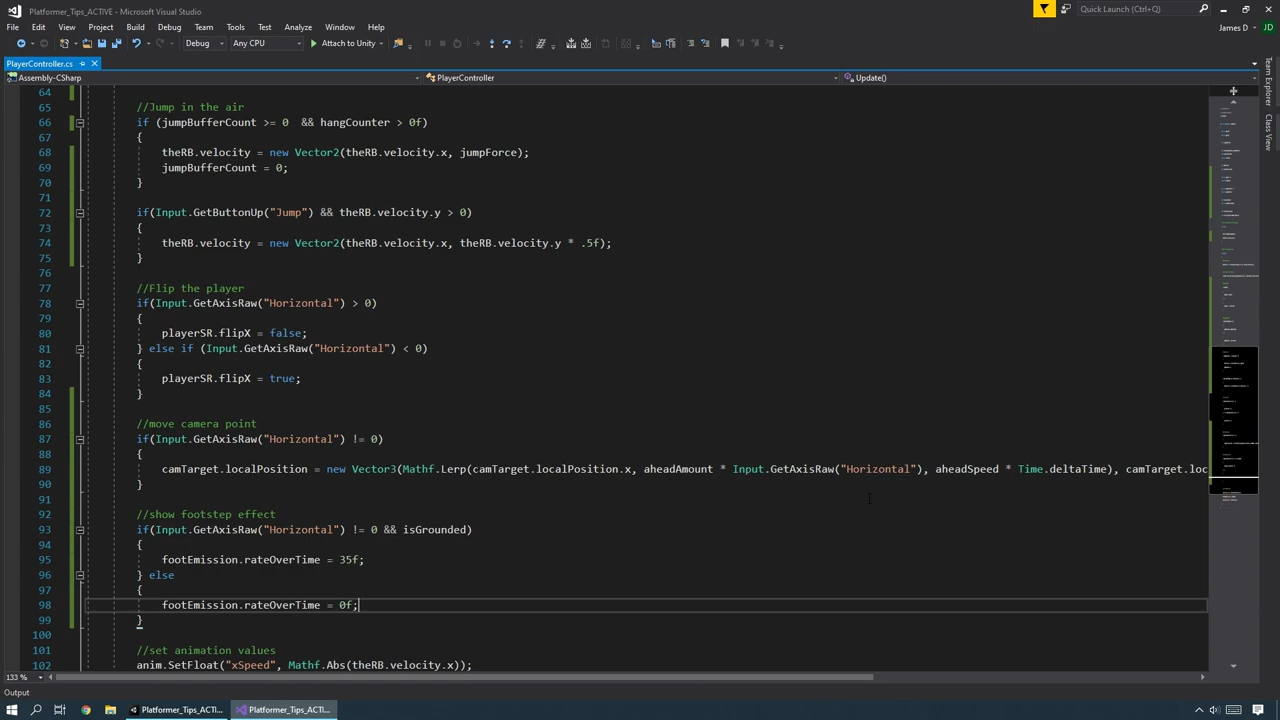 Platformer_Tips_ACTIVE - Microsoft Visual Studio
Quick Launch (Ctrl+Q)
File Edit View Project Build Debug Team Tools Test Analyze Window Help
James D JD
Debug Any CPU Attach to Unity
PlayerController.cs
Assembly-CSharp PlayerController Update()
Team Explorer
Class View
64
65 //Jump in the air
66 if (jumpBufferCount >= 0 && hangCounter > 0f)
67 {
68 theRB.velocity = new Vector2(theRB.velocity.x, jumpForce);
69 jumpBufferCount = 0;
70 }
71
72 if(Input.GetButtonUp("Jump") && theRB.velocity.y > 0)
73 {
74 theRB.velocity = new Vector2(theRB.velocity.x, theRB.velocity.y * .5f);
75 }
76
77 //Flip the player
78 if(Input.GetAxisRaw("Horizontal") > 0)
79 {
80 playerSR.flipX = false;
81 } else if (Input.GetAxisRaw("Horizontal") < 0)
82 {
83 playerSR.flipX = true;
84 }
85
86 //move camera point
87 if(Input.GetAxisRaw("Horizontal") != 0)
88 {
89 camTarget.localPosition = new Vector3(Mathf.Lerp(camTarget.localPosition.x, aheadAmount * Input.GetAxisRaw("Horizontal"), aheadSpeed * Time.deltaTime), camTarget.loc
90 }
91
92 //show footstep effect
93 if(Input.GetAxisRaw("Horizontal") != 0 && isGrounded)
94 {
95 footEmission.rateOverTime = 35f;
96 } else
97 {
98 footEmission.rateOverTime = 0f;
99 }
100
101 //set animation values
102 anim.SetFloat("xSpeed", Mathf.Abs(theRB.velocity.x));
133 %
Output
Platformer_Tips_ACTI... Platformer_Tips_ACTI...